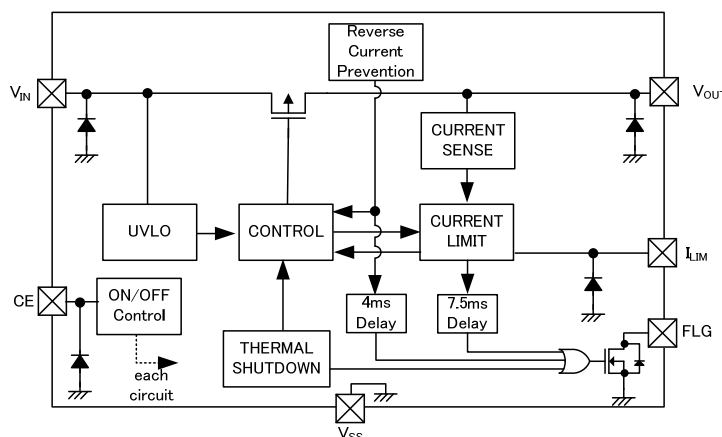 Reverse
Current
Prevention
VIN
VOUT
CURRENT
SENSE
UVLO
CONTROL
CURRENT
LIMIT
ILIM
CE
ON/OFF
Control
4ms
Delay
7.5ms
Delay
FLG
THERMAL
SHUTDOWN
each
circuit
VSS